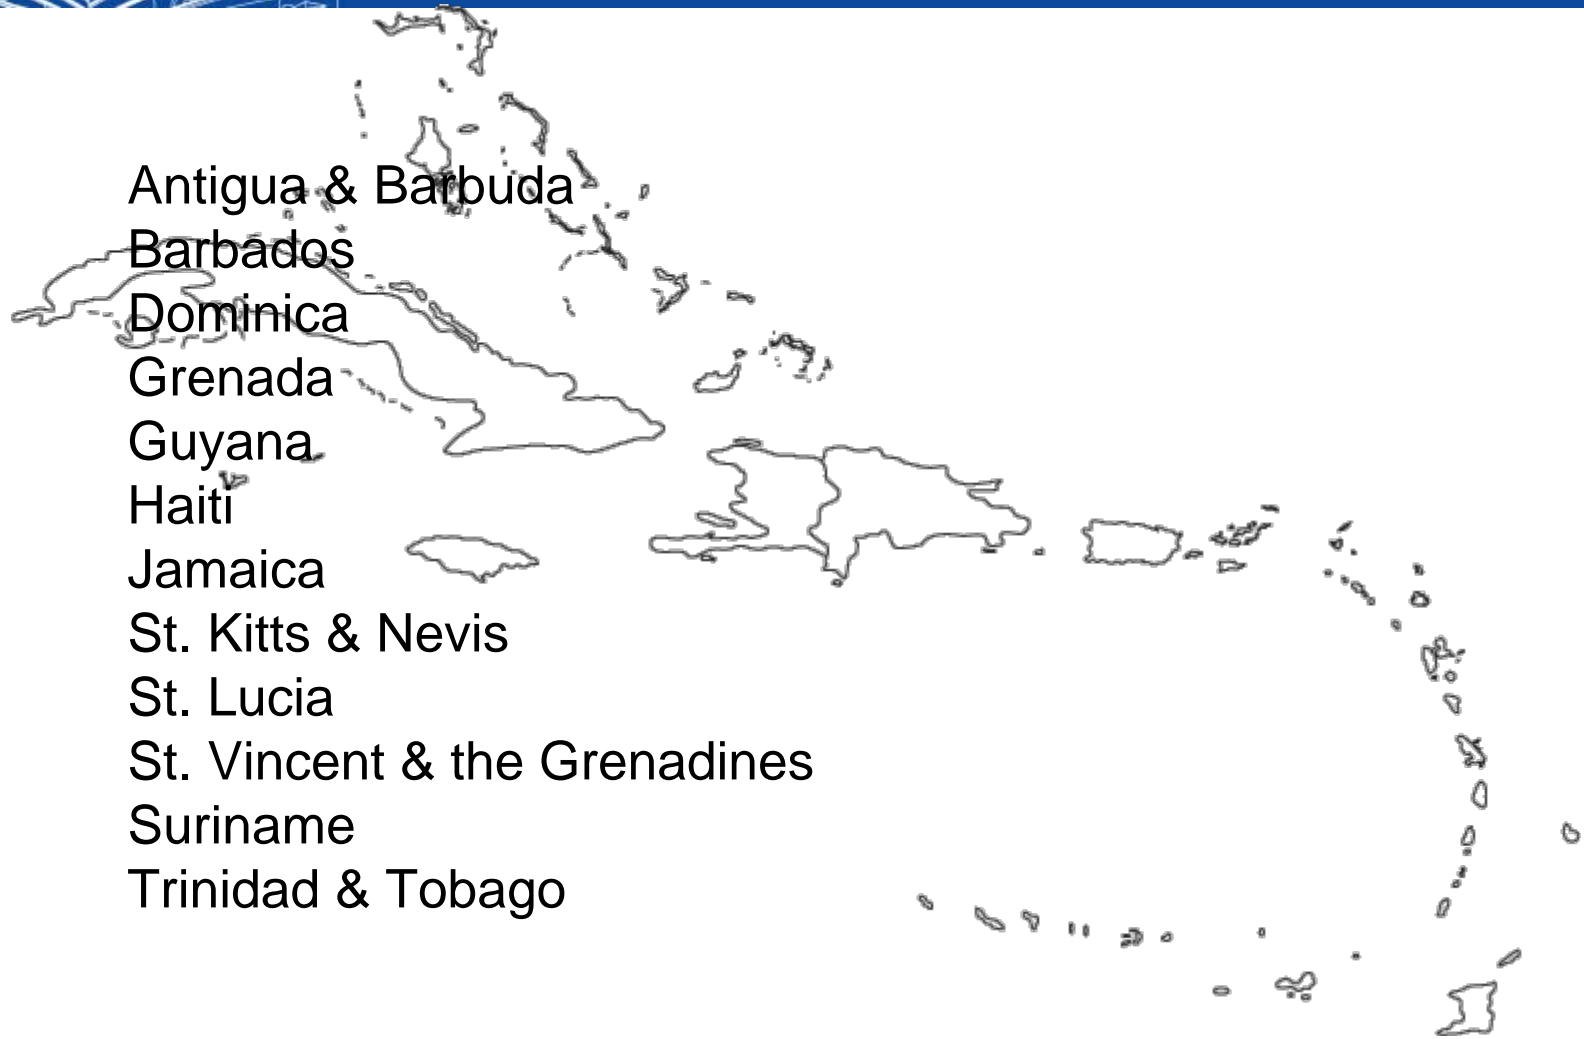 Antigua & Barbuda
Barbados
Dominica
Grenada
Guyana
Haiti
Jamaica
St. Kitts & Nevis
St. Lucia
St. Vincent & the Grenadines
Suriname
Trinidad & Tobago